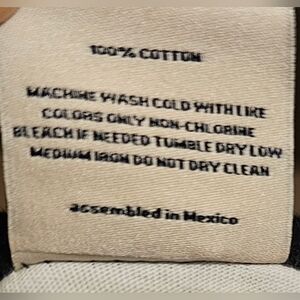 100% COTTON
MACHINE WASH COLD WITH LIKE
COLORS ONLY NON-CHLORINE
BLEACH IF NEEDED TUMBLE DRY LOW
MEDIUM IRON DO NOT DRY CLEAN
assembled in Mexico